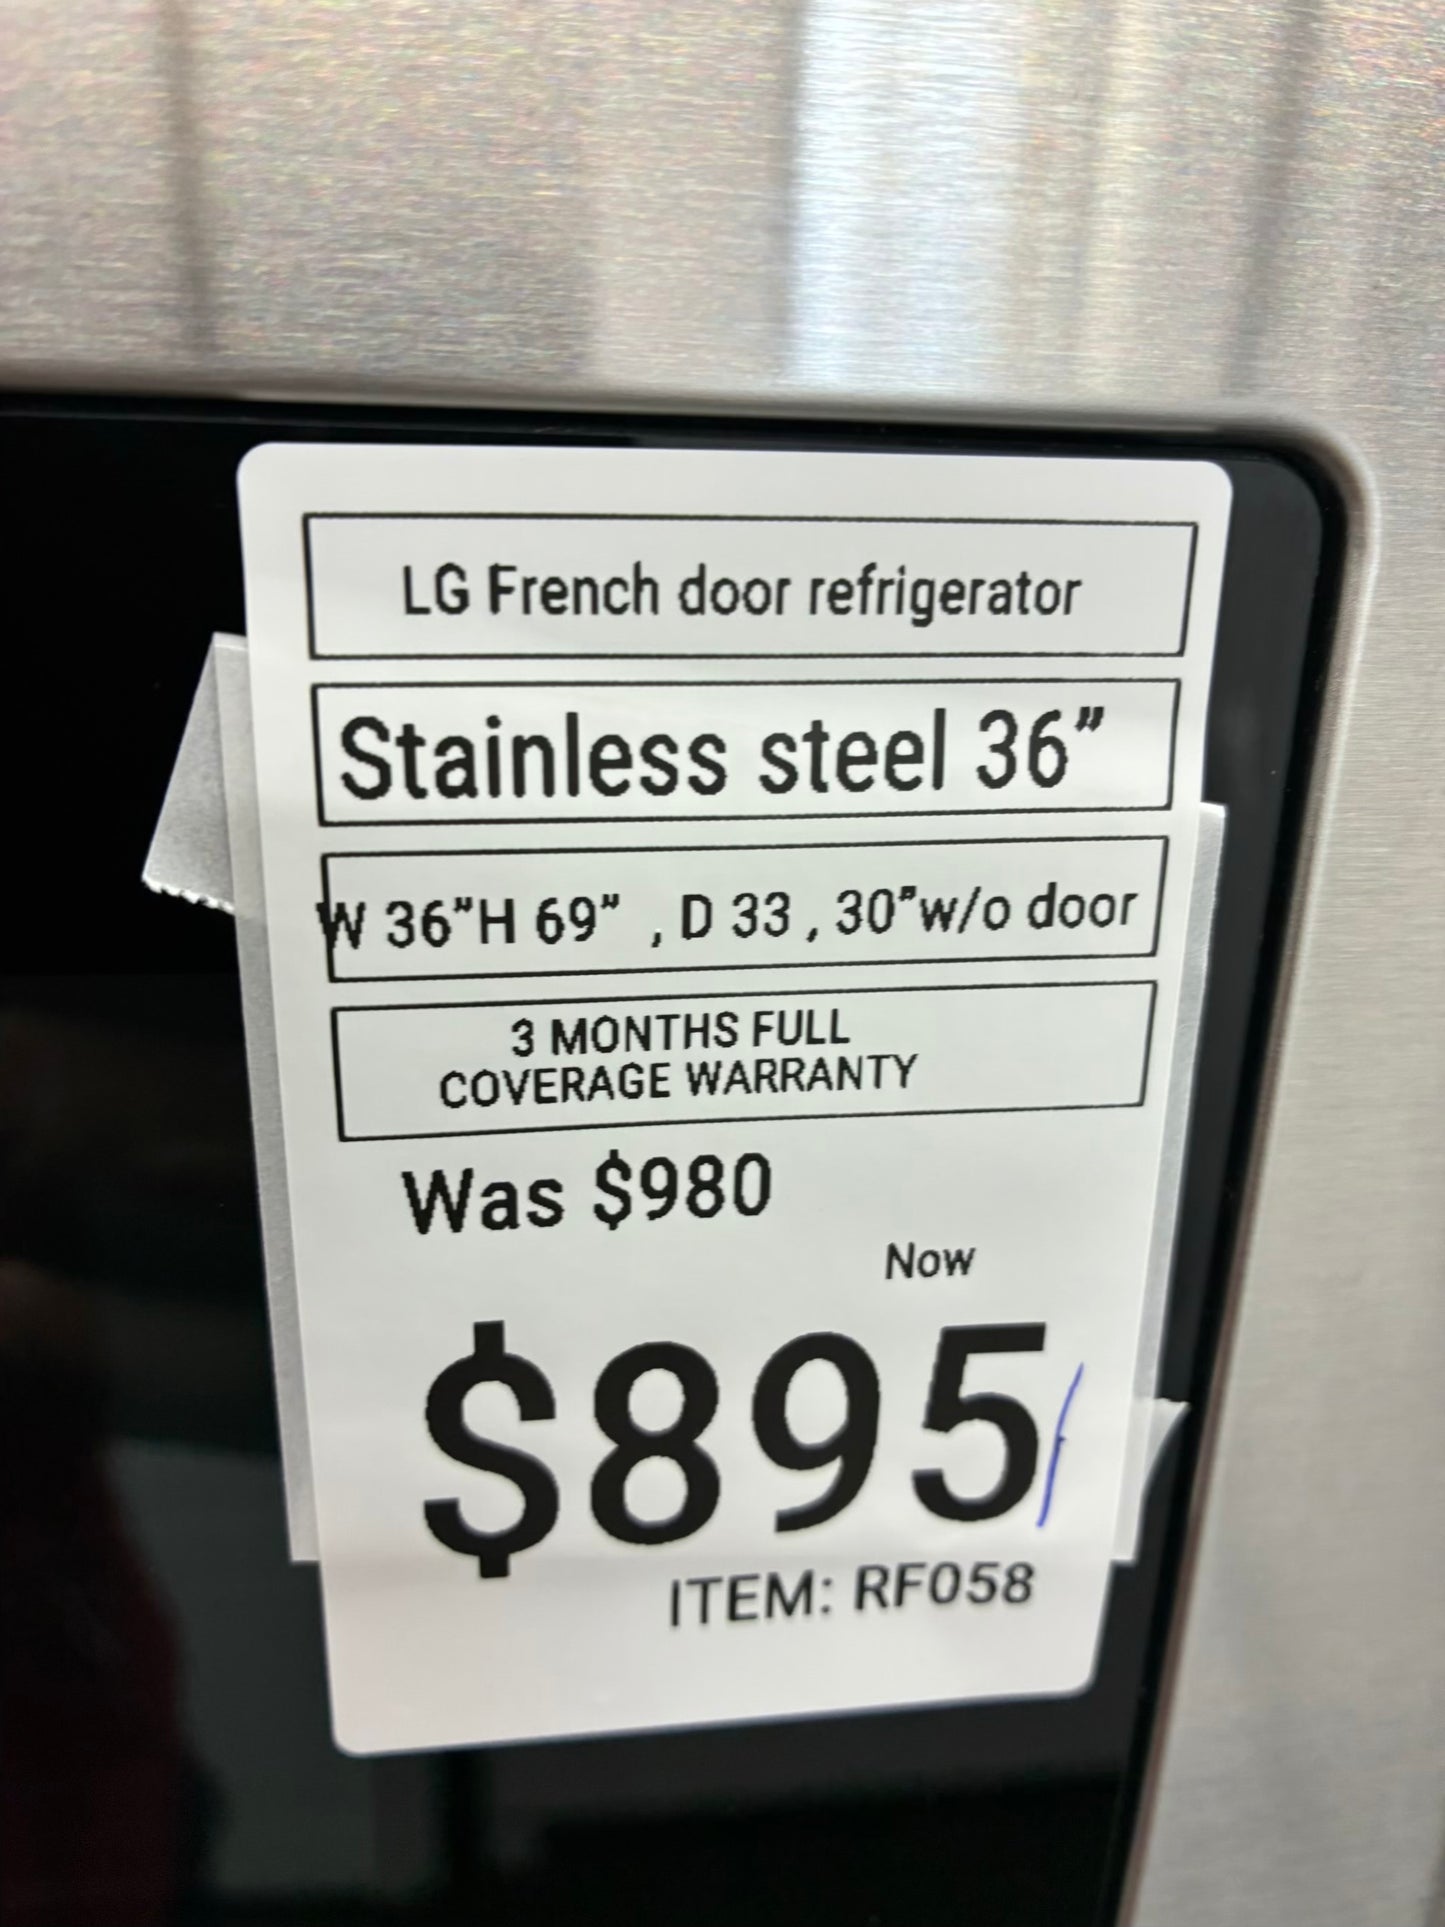 LG French door refrigerator
Stainless steel 36”
W 36”H 69” , D 33 , 30”w/o door
3 MONTHS FULL
COVERAGE WARRANTY
Was $980
Now
$895
ITEM: RF058